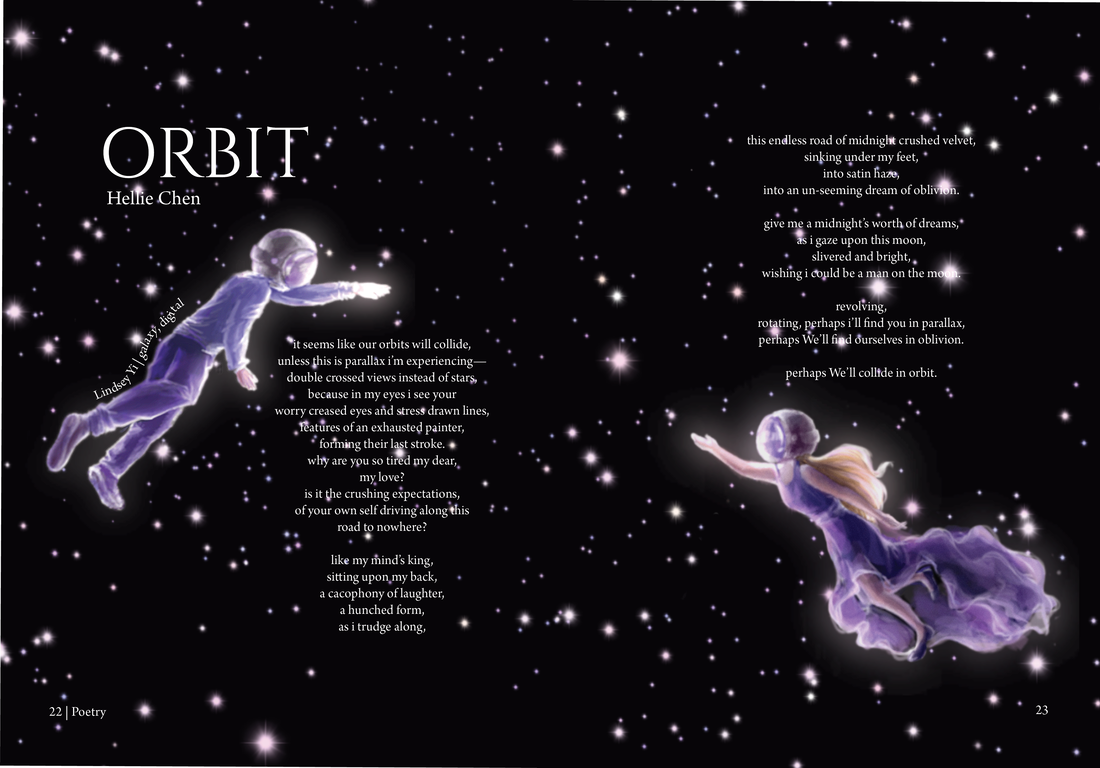 ORBIT
Hellie Chen
Lindsey Yi | galaxy, digital
it seems like our orbits will collide,
unless this is parallax i'm experiencing—
double crossed views instead of stars,
because in my eyes i see your
worry creased eyes and stress drawn lines,
features of an exhausted painter,
forming their last stroke.
why are you so tired my dear,
my love?
is it the crushing expectations,
of your own self driving along this
road to nowhere?
like my mind's king,
sitting upon my back,
a cacophony of laughter,
a hunched form,
as i trudge along,
22 | Poetry
this endless road of midnight crushed velvet,
sinking under my feet,
into satin haze,
into an un-seeming dream of oblivion.
give me a midnight's worth of dreams,
as i gaze upon this moon,
slivered and bright,
wishing i could be a man on the moon.
revolving,
rotating, perhaps i'll find you in parallax,
perhaps We'll find ourselves in oblivion.
perhaps We'll collide in orbit.
23